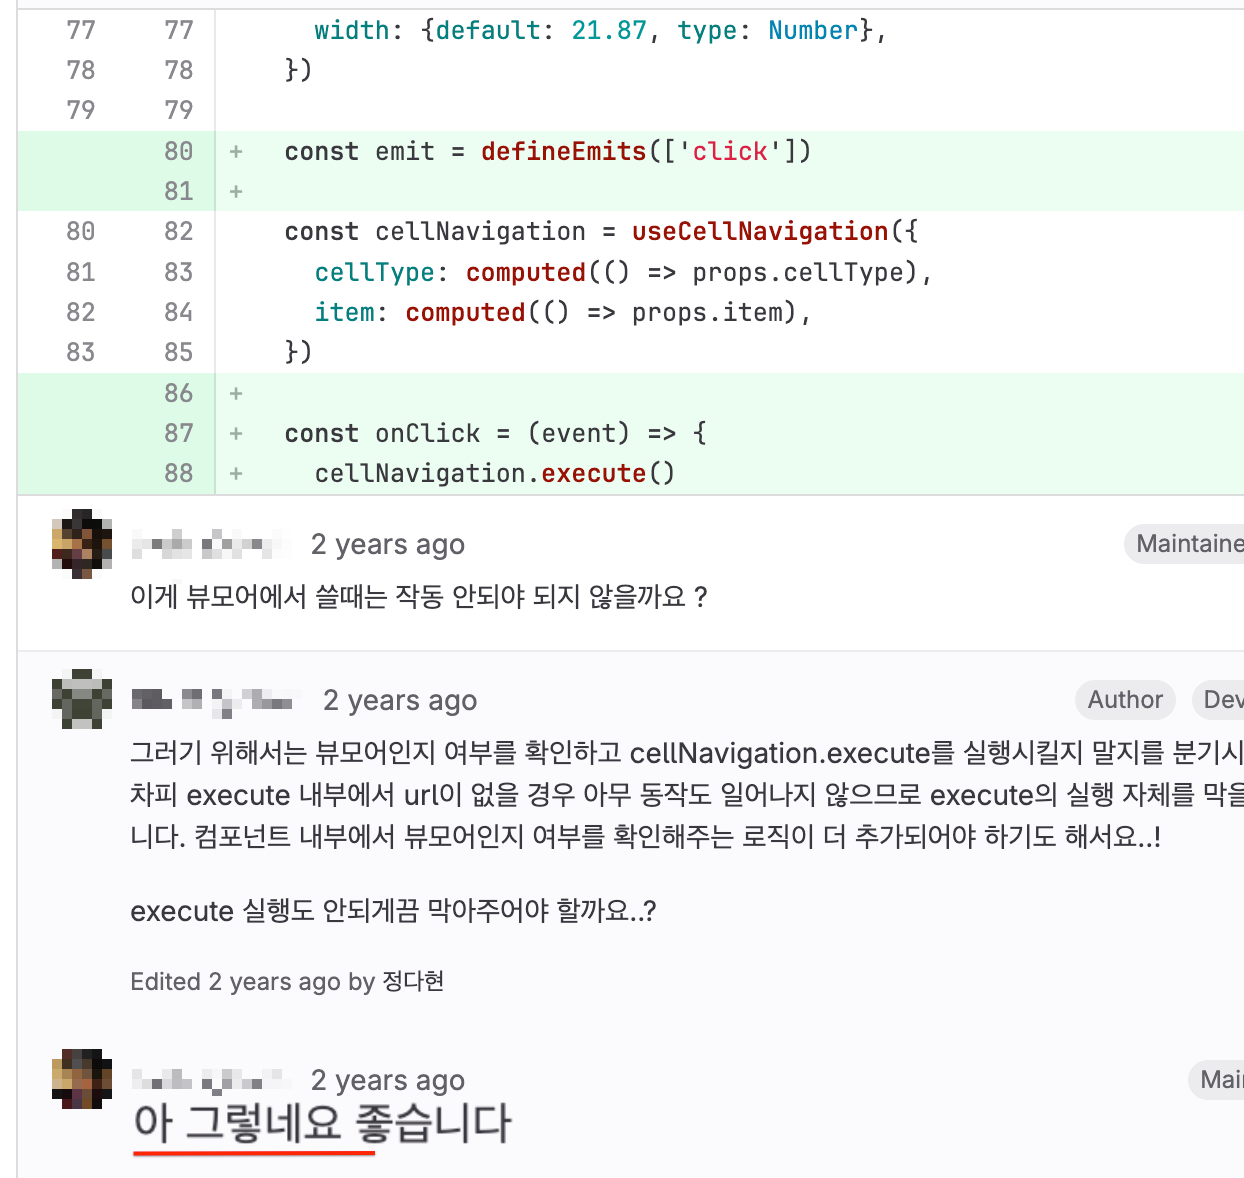 77 77 width: {default: 21.87, type: Number},
78 78 })
79 79
80 + const emit = defineEmits(['click'])
81 +
80 82 const cellNavigation = useCellNavigation({
81 83 cellType: computed(() => props.cellType),
82 84 item: computed(() => props.item),
83 85 })
86 +
87 + const onClick = (event) => {
88 + cellNavigation.execute()
2 years ago Maintaine
이게 뷰모어에서 쓸때는 작동 안되야 되지 않을까요 ?
2 years ago Author Dev
그러기 위해서는 뷰모어인지 여부를 확인하고 cellNavigation.execute를 실행시킬지 말지를 분기시
차피 execute 내부에서 url이 없을 경우 아무 동작도 일어나지 않으므로 execute의 실행 자체를 막을
니다. 컴포넌트 내부에서 뷰모어인지 여부를 확인해주는 로직이 더 추가되어야 하기도 해서요..!
execute 실행도 안되게끔 막아주어야 할까요..?
Edited 2 years ago by 정다현
2 years ago Mai
아 그렇네요 좋습니다